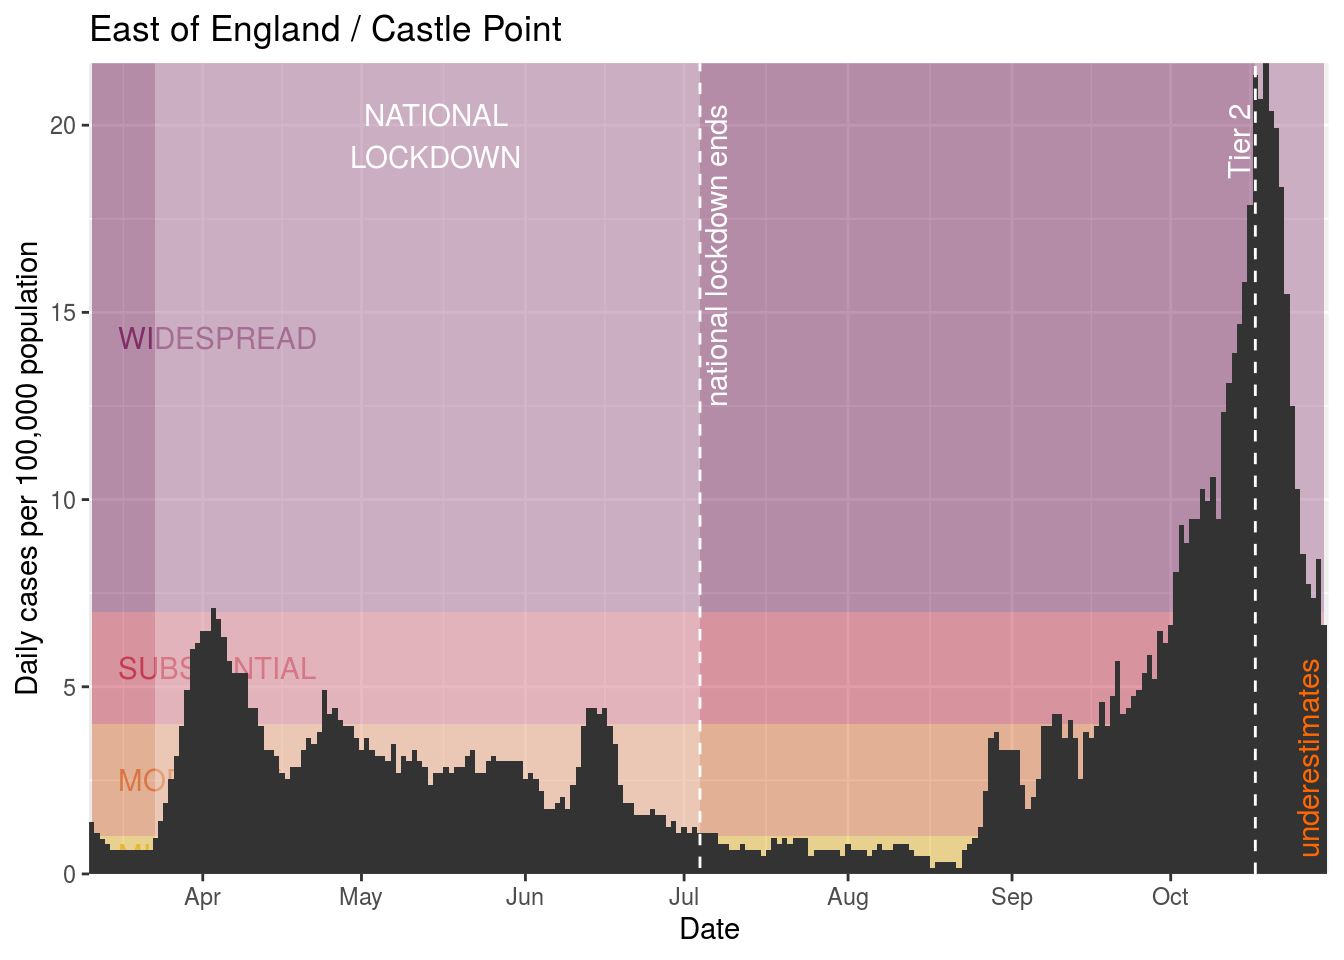 East of England / Castle Point
Daily cases per 100,000 population
20
15
10
5
0
NATIONAL
LOCKDOWN
national lockdown ends
Tier 2
WIDESPREAD
underestimates
Apr
May
Jun
Jul
Aug
Sep
Oct
Date